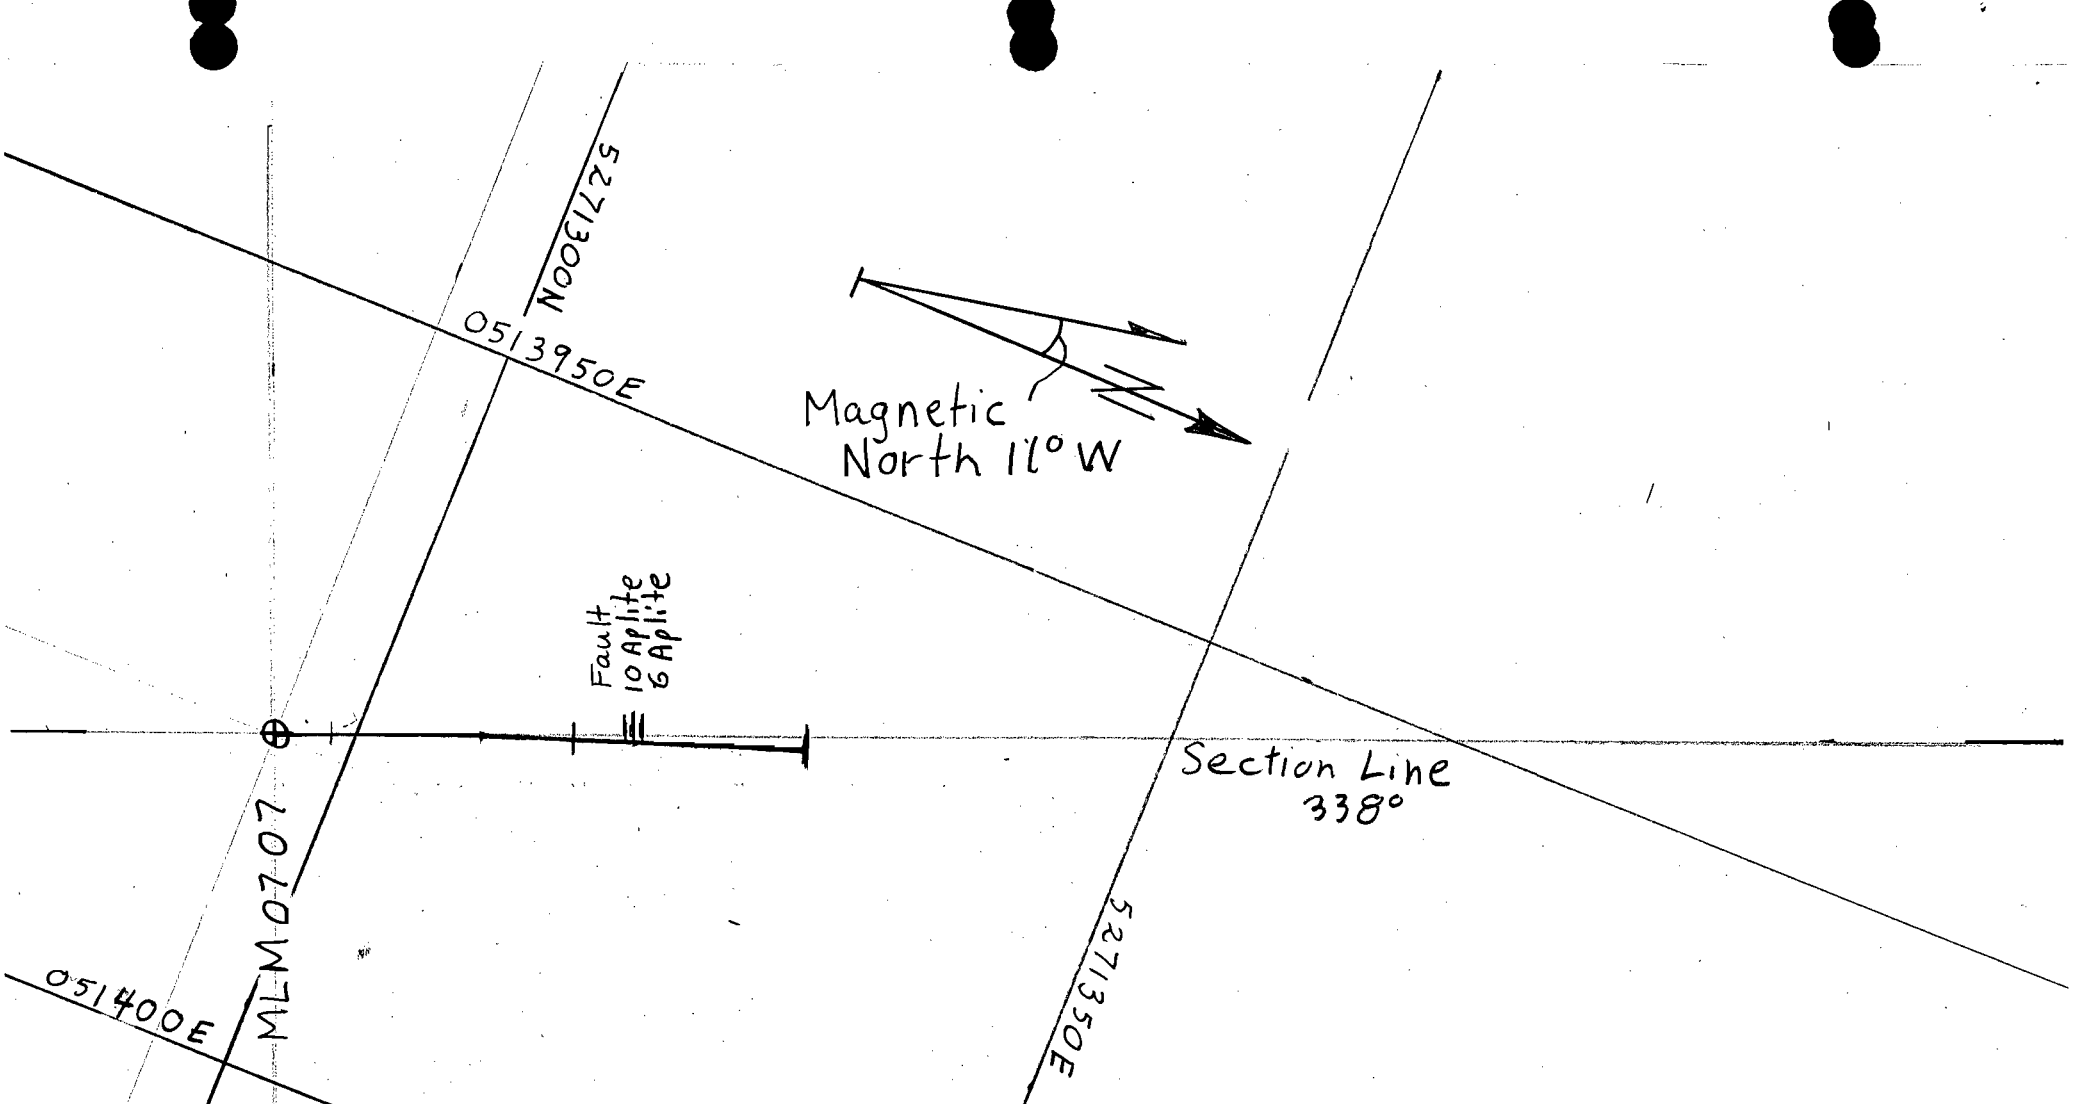 5271300N
0513950E
Magnetic
North 11° W
N
Fault
10 Aplite
6 Aplite
Section Line
338°
MLM0707
5271350E
051400E